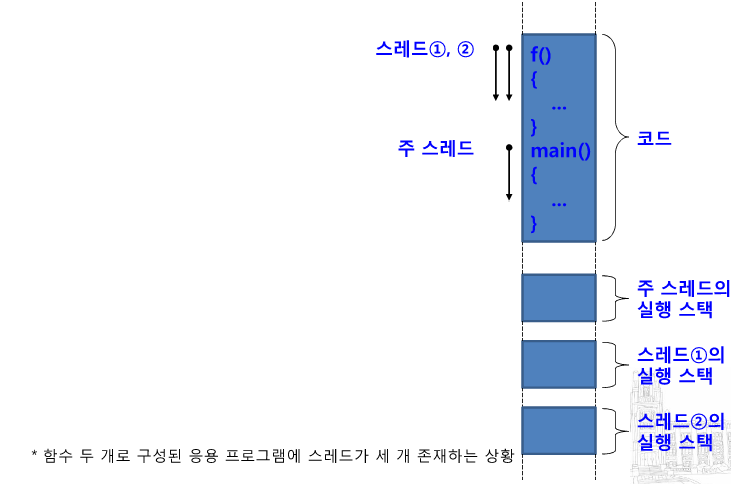 스레드①, ②
f()
{
...
}
주 스레드
main()
{
...
}
코드
주 스레드의
실행 스택
스레드①의
실행 스택
스레드②의
실행 스택
* 함수 두 개로 구성된 응용 프로그램에 스레드가 세 개 존재하는 상황